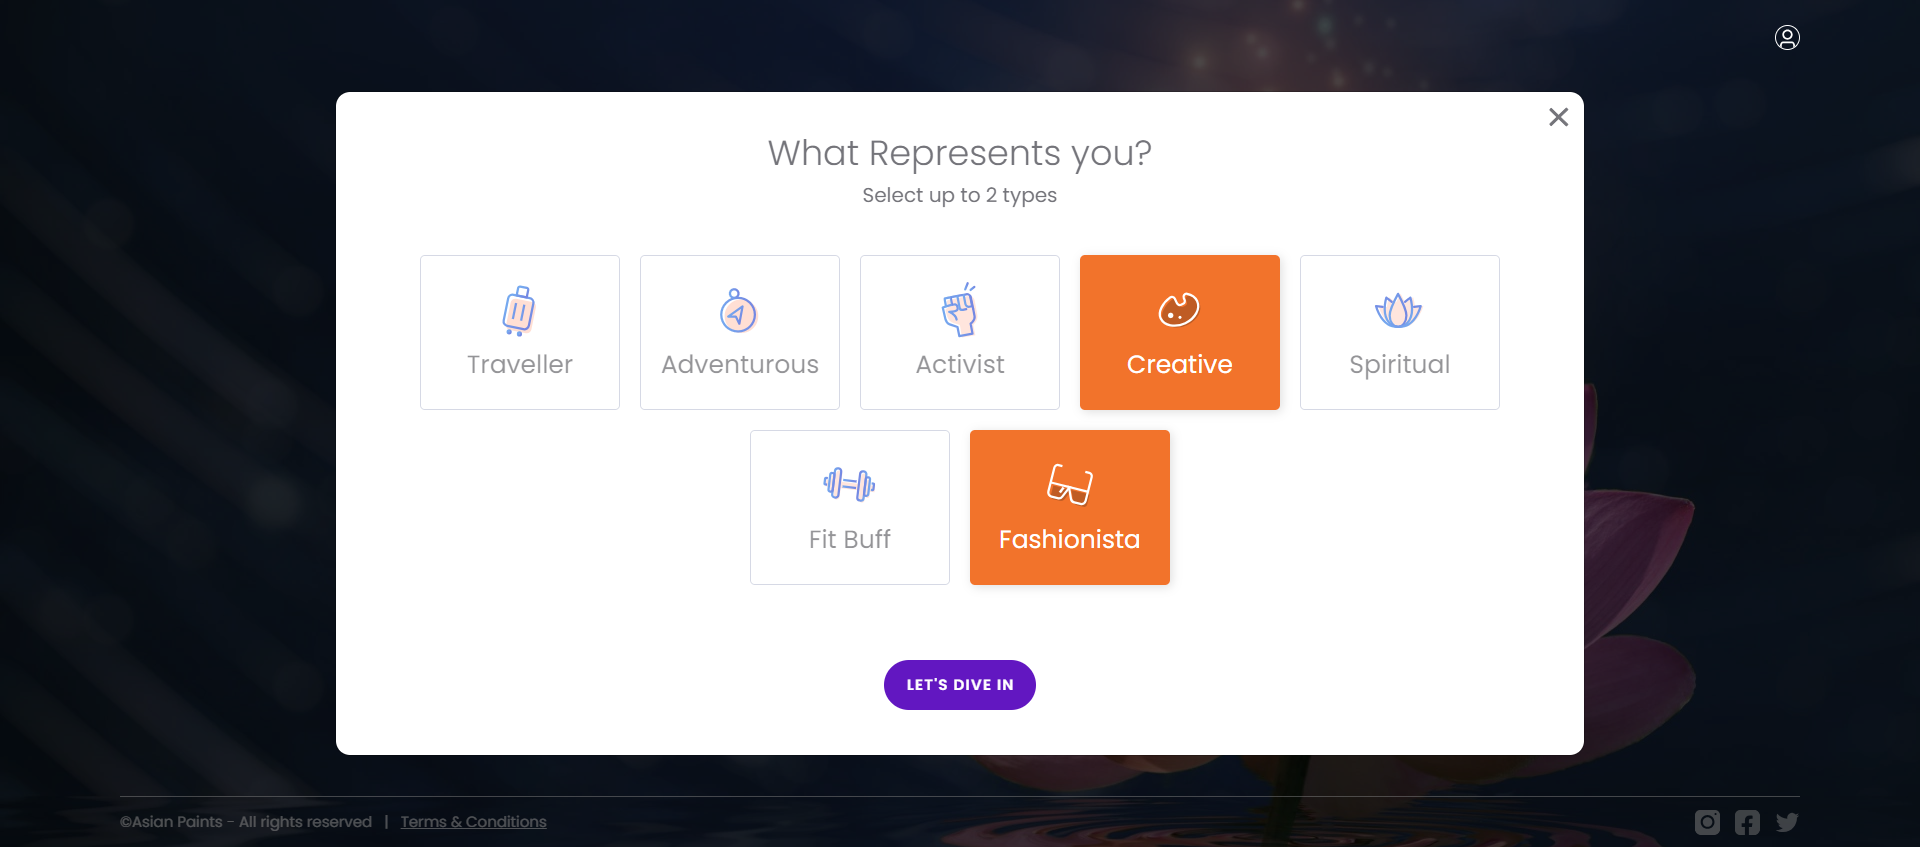 What Represents you?
Select up to 2 types
Traveller
Adventurous
Activist
Creative
Spiritual
Fit Buff
Fashionista
LET'S DIVE IN
©Asian Paints - All rights reserved | Terms & Conditions